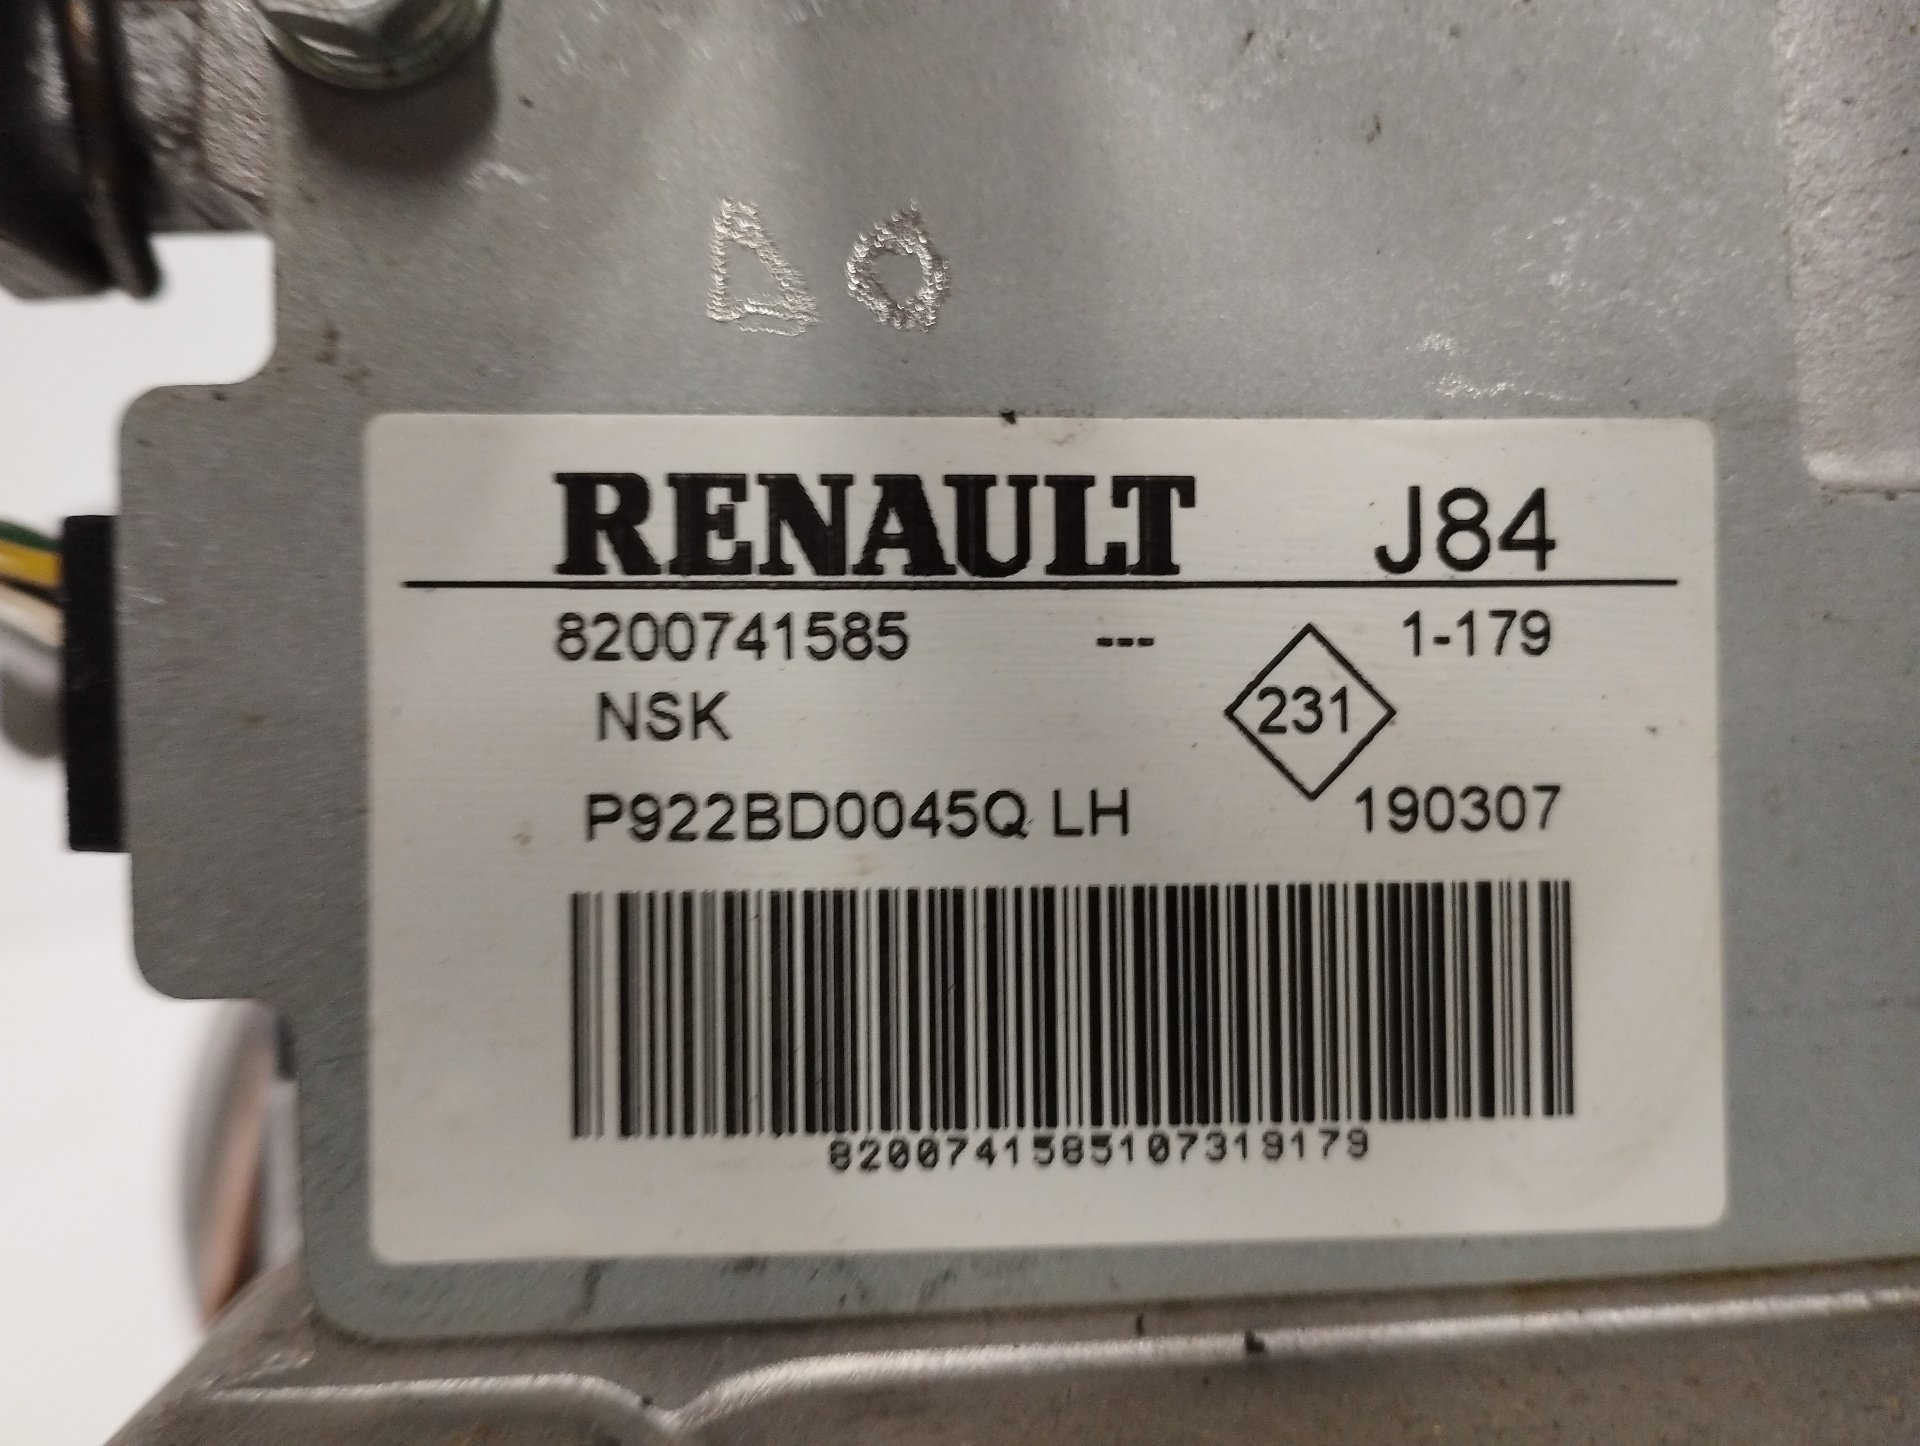 RENAULT J84
8200741585 --- 1-179
NSK 231
P922BD0045Q LH 190307
8200741585107319179